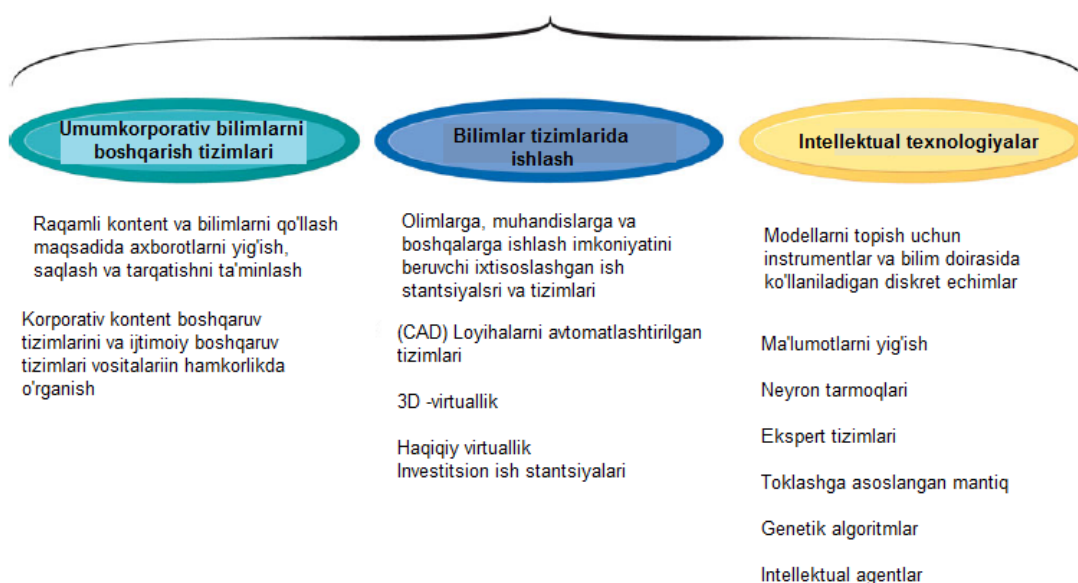 Umumkorporativ bilimlarni
boshqarish tizimlari
Raqamli kontent va bilimlarni qo'llash
maqsadida axborotlarni yig'ish,
saqlash va tarqatishni ta'minlash
Korporativ kontent boshqaruv
tizimlarini va ijtimoiy boshqaruv
tizimlari vositalariin hamkorlikda
o'rganish
Bilimlar tizimlarida
ishlash
Olimlarga, muhandislarga va
boshqalarga ishlash imkoniyatini
beruvchi ixtisoslashgan ish
stantsiyalsri va tizimlari
(CAD) Loyihalarni avtomatlashtirilgan
tizimlari
3D -virtuallik
Haqiqiy virtuallik
Investitsion ish stantsiyalari
Intellektual texnologiyalar
Modellarni topish uchun
instrumentlar va bilim doirasida
ko'llaniladigan diskret echimlar
Ma'lumotlarni yig'ish
Neyron tarmoqlari
Ekspert tizimlari
Toklashga asoslangan mantiq
Genetik algoritmlar
Intellektual agentlar